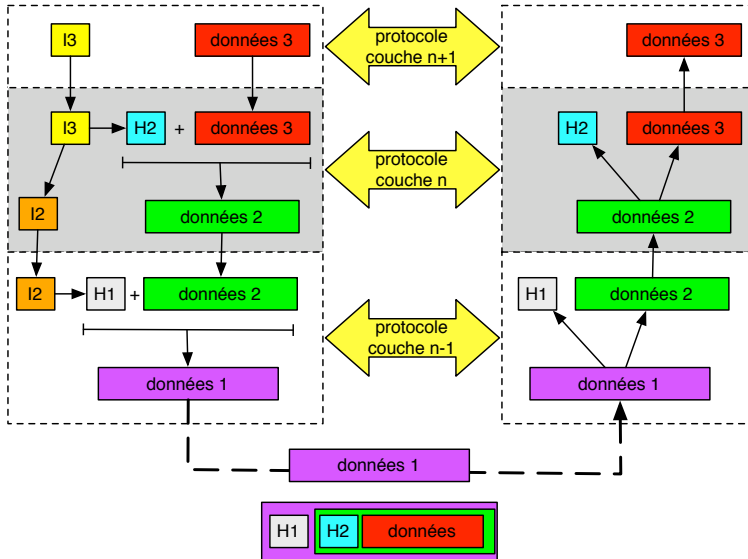 I3
données 3
protocole
couche n+1
données 3
I3
H2
+
données 3
H2
données 3
protocole
couche n
I2
données 2
données 2
I2
H1
+
données 2
H1
données 2
protocole
couche n-1
données 1
données 1
données 1
H1
H2
données